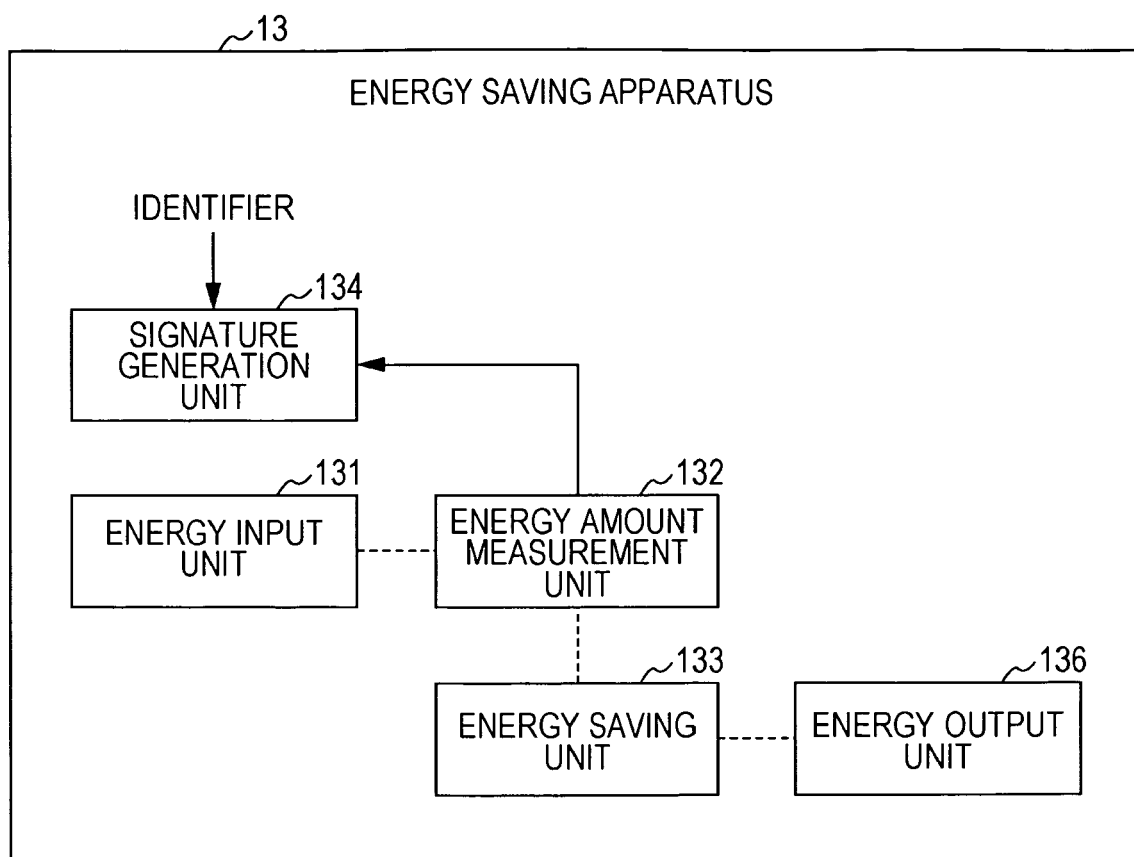 13
ENERGY SAVING APPARATUS
IDENTIFIER
134
SIGNATURE
GENERATION
UNIT
131
ENERGY INPUT
UNIT
132
ENERGY AMOUNT
MEASUREMENT
UNIT
133
ENERGY SAVING
UNIT
136
ENERGY OUTPUT
UNIT